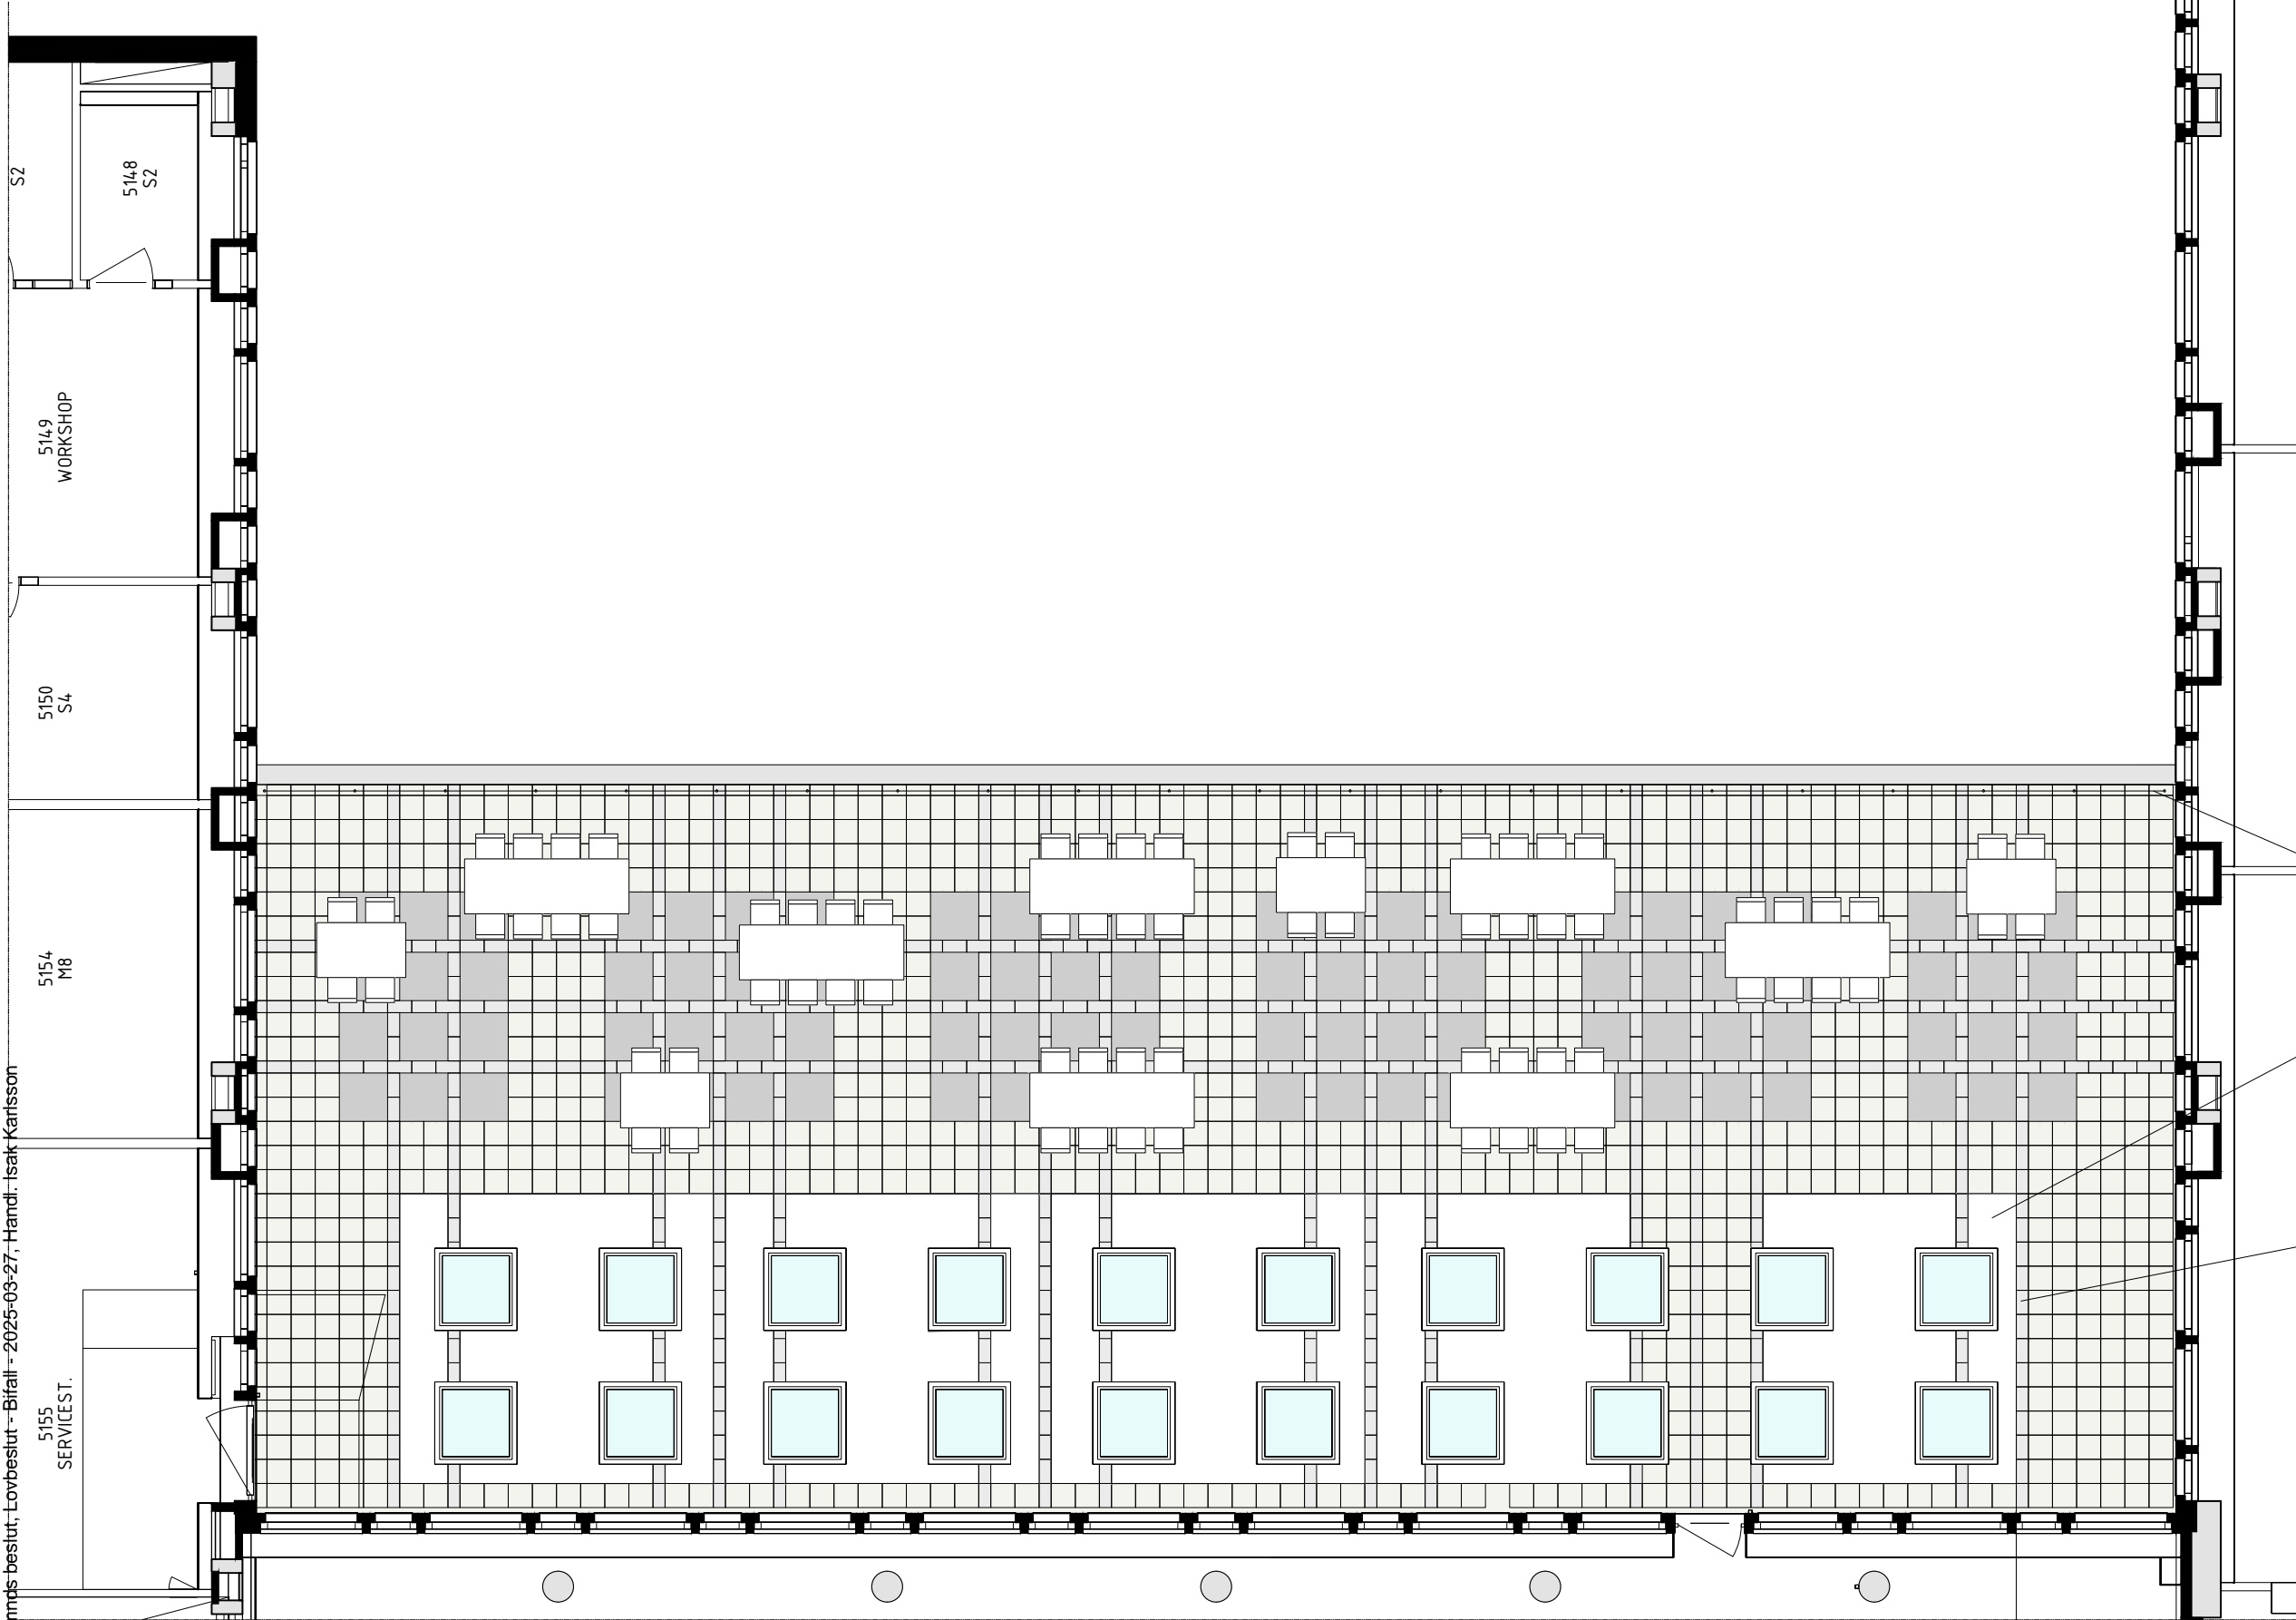 S2
5148
S2
5149
WORKSHOP
5150
S4
5154
M8
5155
SERVICEST.
beslut, Lovbeslut - Bifall - 2025-03-27, Handl. Isak Karlsson